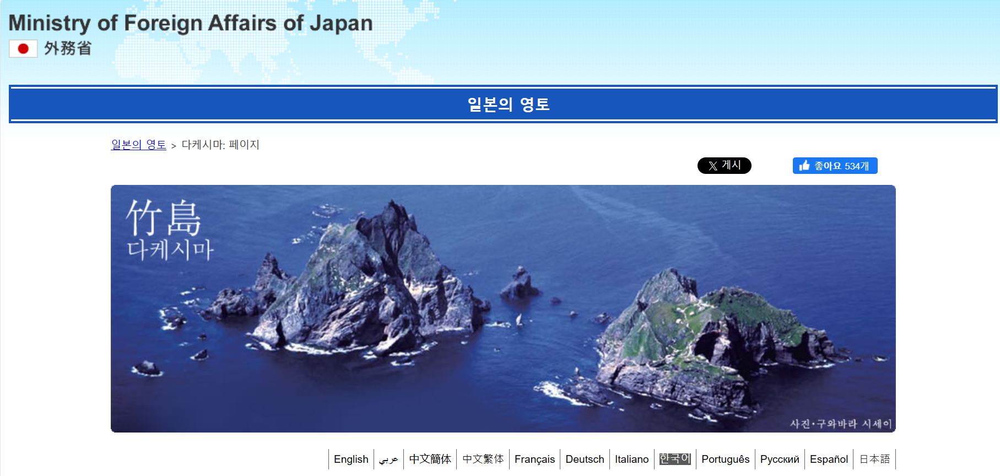 Ministry of Foreign Affairs of Japan
外務省
일본의 영토
일본의 영토 > 다케시마: 페이지
X 게시
좋아요 534개
竹島
다케시마
사진·구와바라 시세이
English | عربي | 中文簡体 | 中文繁体 | Français | Deutsch | Italiano | 한국어 | Português | Русский | Español | 日本語